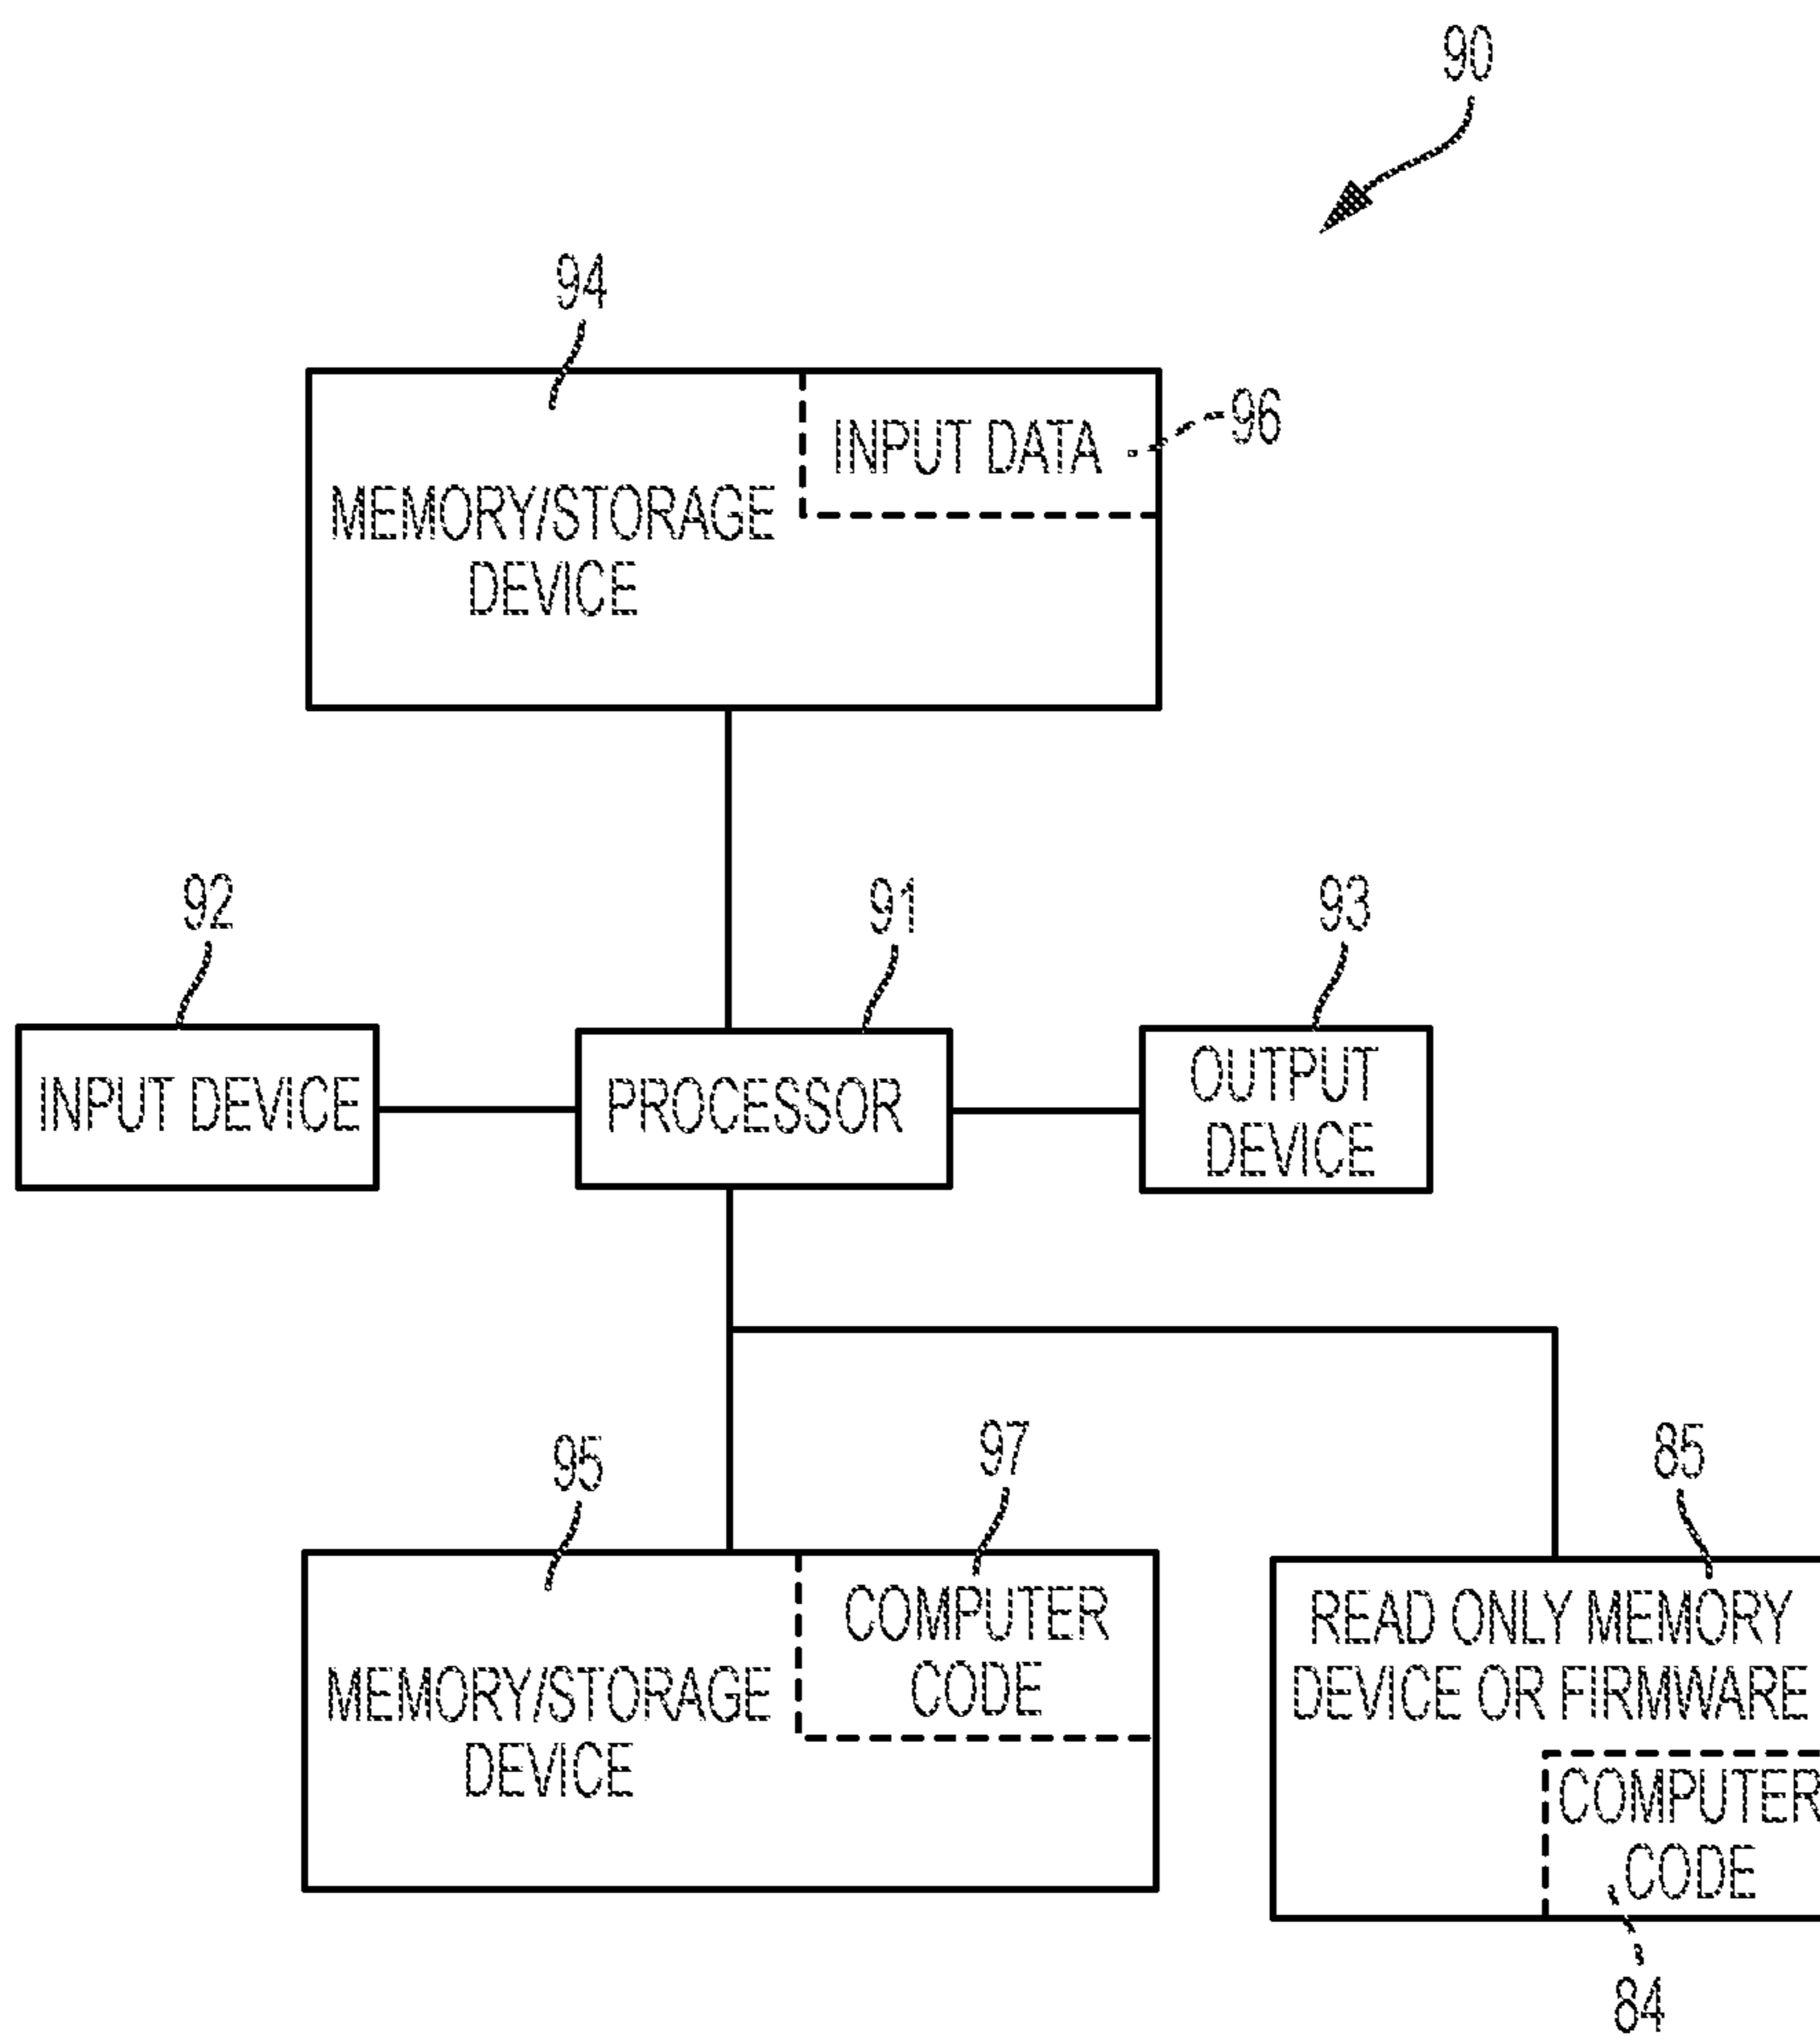 90
94
INPUT DATA
96
MEMORY/STORAGE
DEVICE
92
91
93
INPUT DEVICE
PROCESSOR
OUTPUT
DEVICE
95
97
85
COMPUTER
CODE
MEMORY/STORAGE
DEVICE
READ ONLY MEMORY
DEVICE OR FIRMWARE
COMPUTER
CODE
84